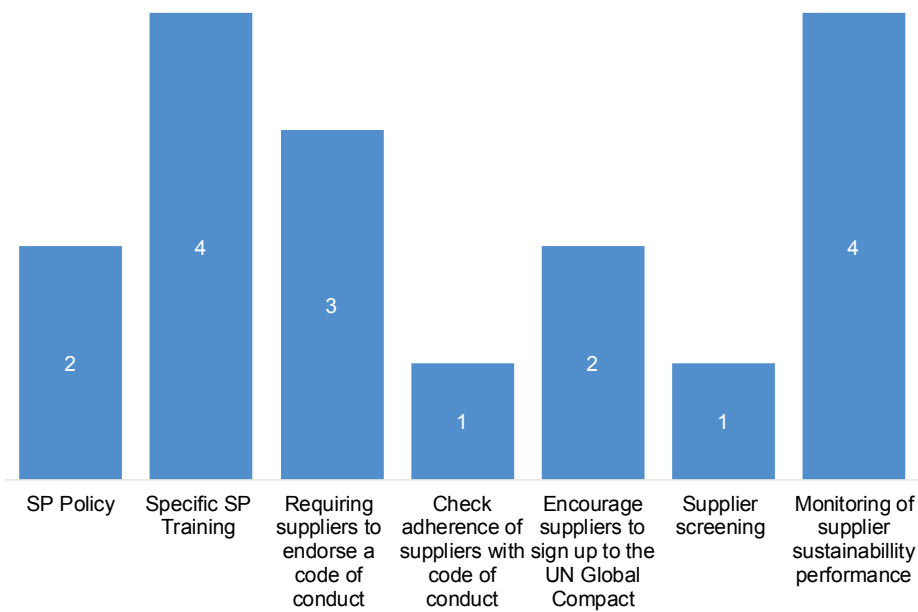 2
4
3
1
2
1
4
SP Policy
Specific SP
Training
Requiring
suppliers to
endorse a
code of
conduct
Check
adherence of
suppliers with
code of
conduct
Encourage
suppliers to
sign up to the
UN Global
Compact
Supplier
screening
Monitoring of
supplier
sustainabillity
performance